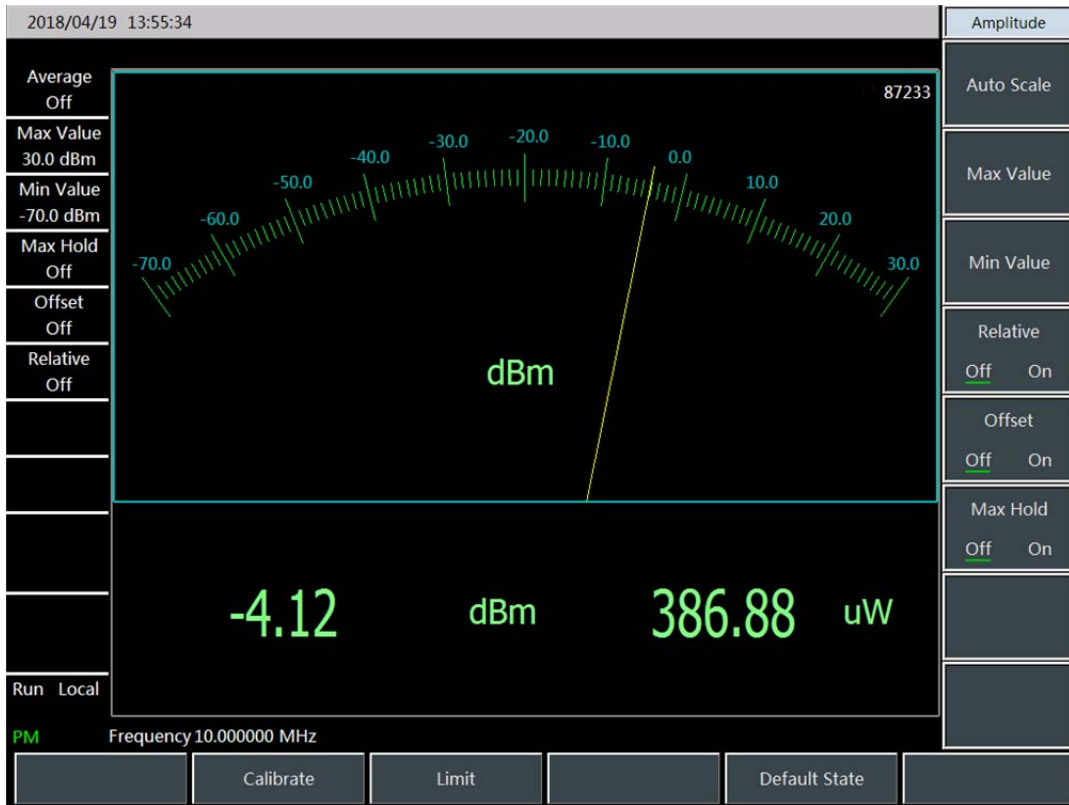 2018/04/19 13:55:34
Amplitude
Average
Off
Max Value
30.0 dBm
Min Value
-70.0 dBm
Max Hold
Off
Offset
Off
Relative
Off
87233
-70.0
-60.0
-50.0
-40.0
-30.0
-20.0
-10.0
0.0
10.0
20.0
30.0
dBm
-4.12 dBm 386.88 uW
Auto Scale
Max Value
Min Value
Relative
Off On
Offset
Off On
Max Hold
Off On
Run Local
PM Frequency 10.000000 MHz
Calibrate
Limit
Default State